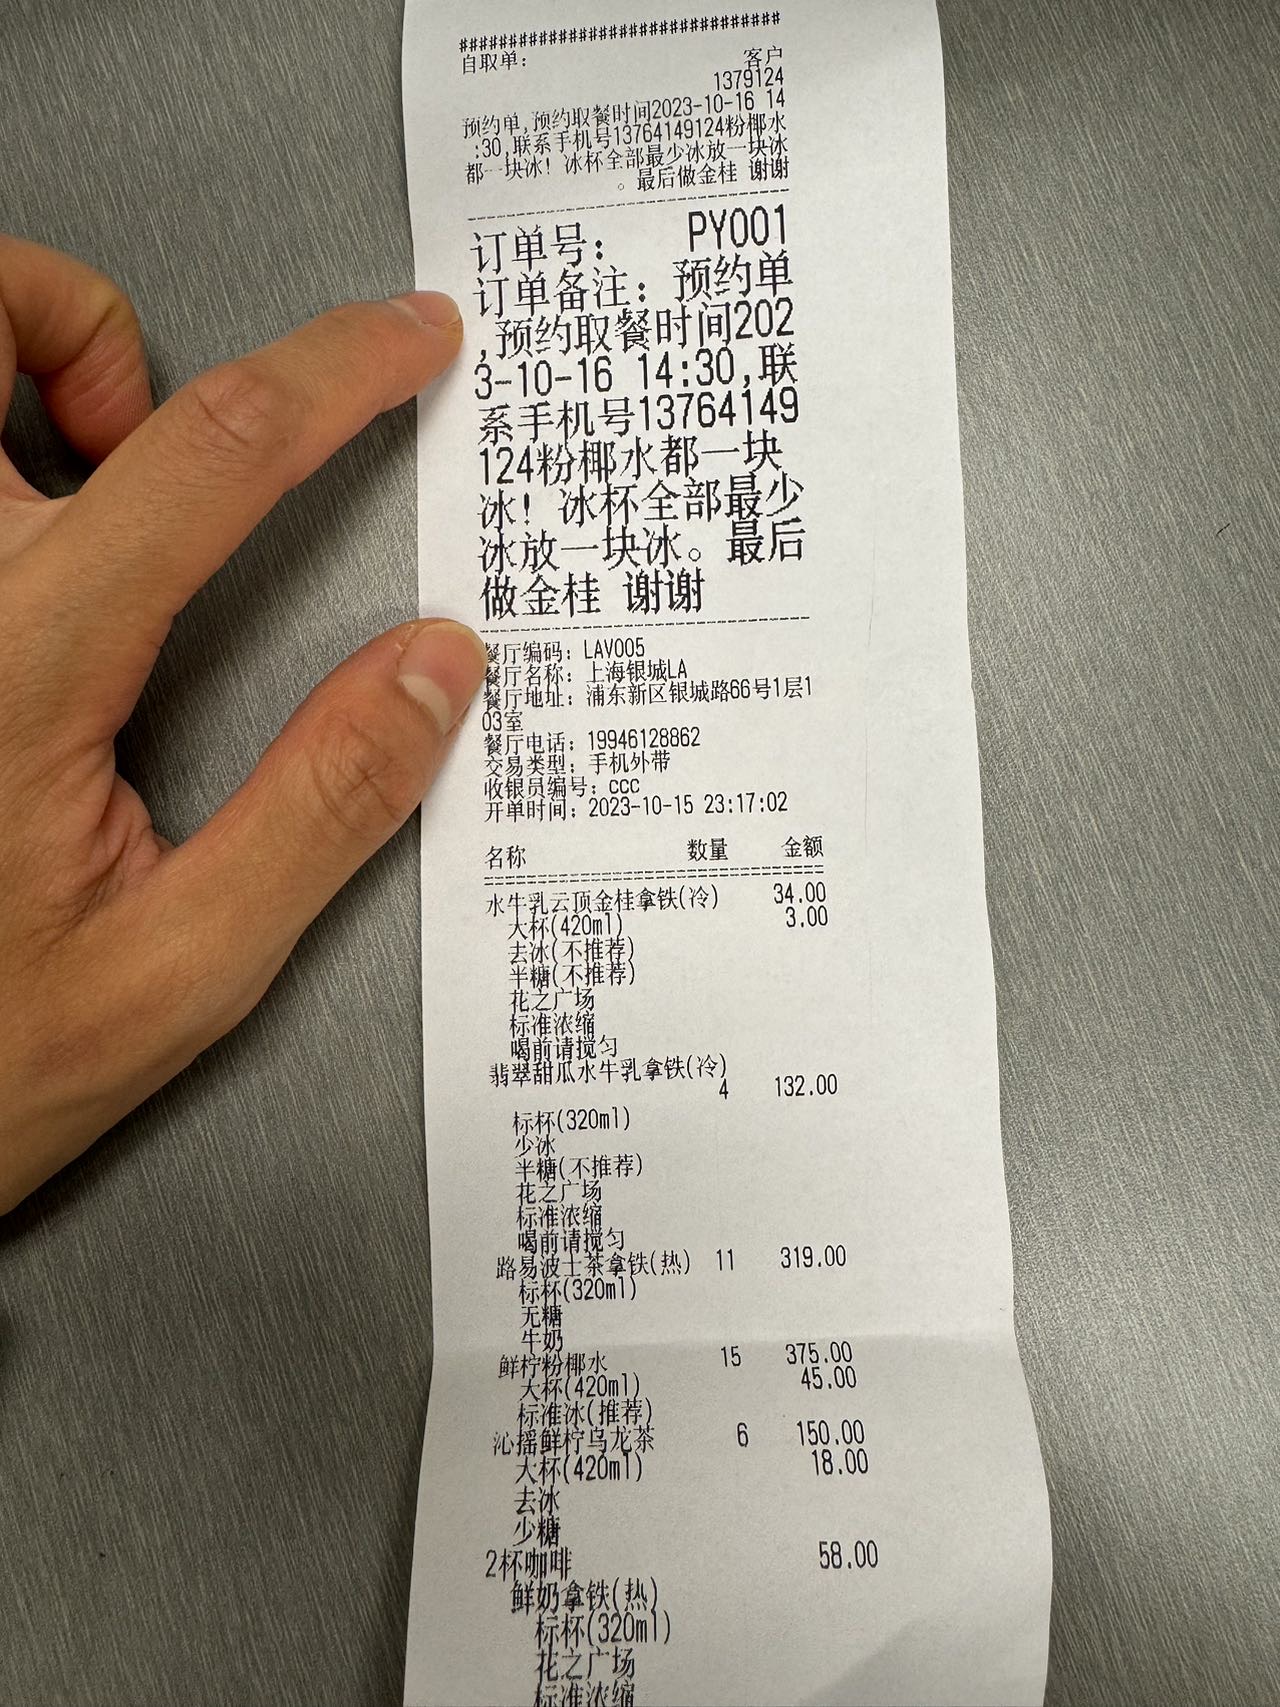 ################################
自取单： 客户
1379124
预约单,预约取餐时间2023-10-16 14
:30,联系手机号13764149124粉椰水
都一块冰！ 冰杯全部最少冰放一块冰
。最后做金桂 谢谢
订单号： PY001
订单备注：预约单
,预约取餐时间202
3-10-16 14:30,联
系手机号13764149
124粉椰水都一块
冰！ 冰杯全部最少
冰放一块冰。最后
做金桂 谢谢
餐厅编码：LAV005
餐厅名称：上海银城LA
餐厅地址：浦东新区银城路66号1层1
03室
餐厅电话：19946128862
交易类型：手机外带
收银员编号：ccc
开单时间：2023-10-15 23:17:02
名称 数量 金额
水牛乳云顶金桂拿铁(冷) 34.00
大杯(420ml) 3.00
去冰(不推荐)
半糖(不推荐)
花之广场
标准浓缩
喝前请搅匀
翡翠甜瓜水牛乳拿铁(冷)
4 132.00
标杯(320ml)
少冰
半糖(不推荐)
花之广场
标准浓缩
喝前请搅匀
路易波士茶拿铁(热) 11 319.00
标杯(320ml)
无糖
牛奶
鲜柠粉椰水 15 375.00
大杯(420ml) 45.00
标准冰(推荐)
沁摇鲜柠乌龙茶 6 150.00
大杯(420ml) 18.00
去冰
少糖
2杯咖啡 58.00
鲜奶拿铁(热)
标杯(320ml)
花之广场
标准浓缩